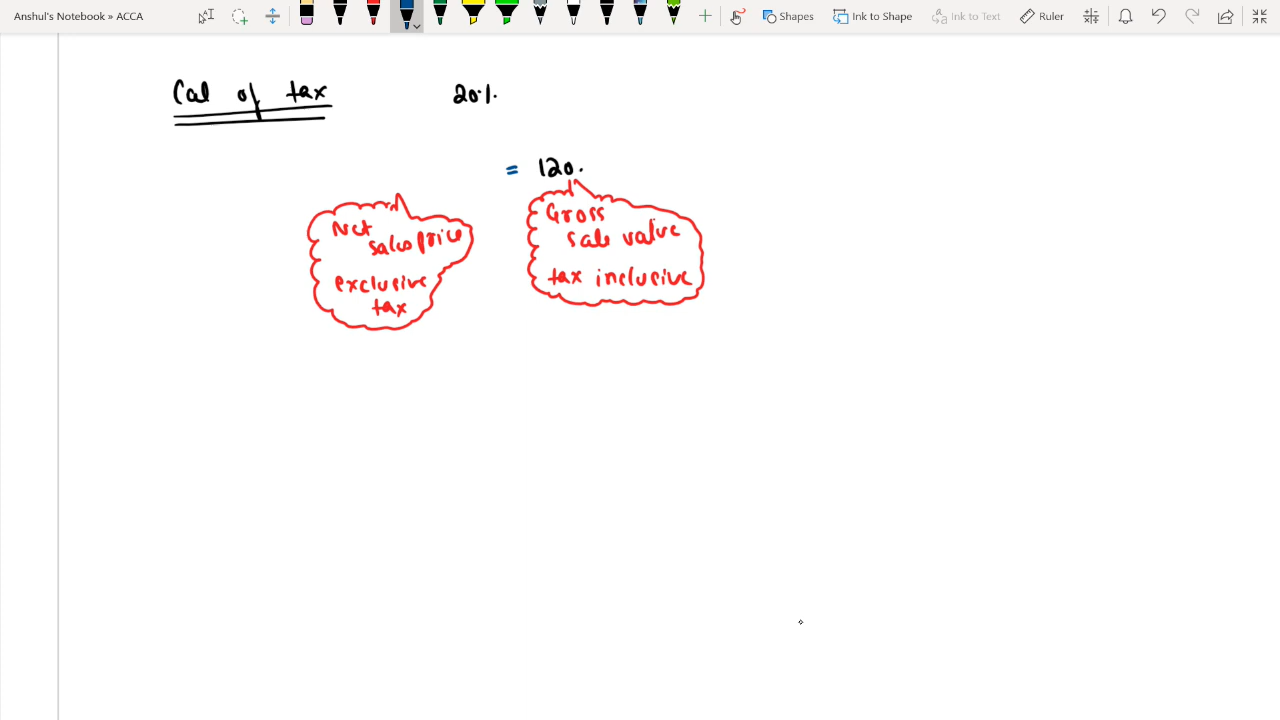 Anshul's Notebook » ACCA
Shapes
Ink to Shape
Ink to Text
Ruler
Cal of tax 20%.
= 120.
Net
sales price
exclusive
tax
Gross
sale value
tax inclusive